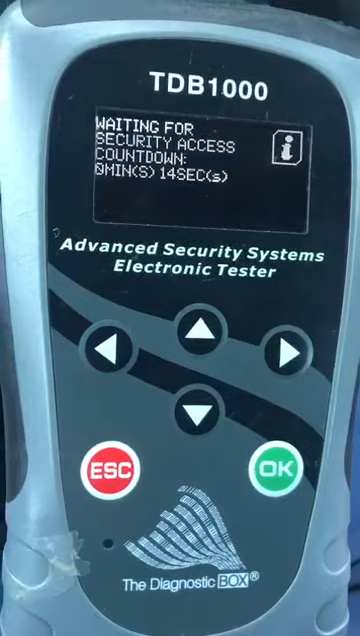 TDB1000
WAITING FOR
SECURITY ACCESS
COUNTDOWN:
0MIN(S) 14SEC(s)
i
Advanced Security Systems
Electronic Tester
ESC
OK
The Diagnostic BOX®